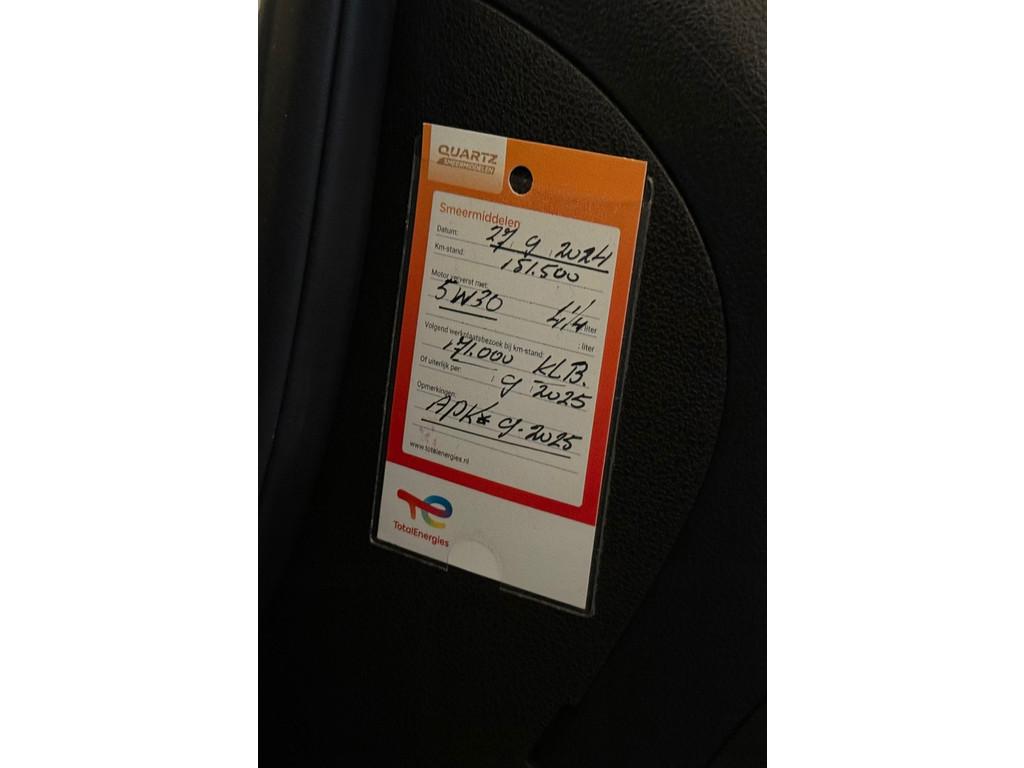 QUARTZ
SMEERMIDDELEN
Smeermiddelen
Datum: 27 9 2024
Km-stand: 151.500
Motor ververst met:
5W30 4 1/4 liter
: liter
Volgend werkplaatsbezoek bij km-stand:
171.000 KLB.
Of uiterlijk per: 9 2025
Opmerkingen:
APK* 9-2025
www.totalenergies.nl
TotalEnergies